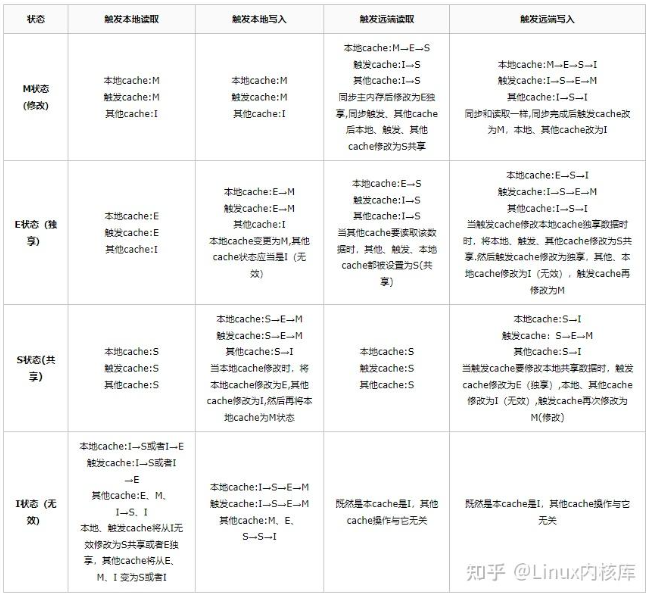 状态
触发本地读取
触发本地写入
触发远端读取
触发远端写入
M状态
(修改)
本地cache:M
触发cache:M
其他cache:I
本地cache:M
触发cache:M
其他cache:I
本地cache:M→E→S
触发cache:I→S
其他cache:I→S
同步主内存后修改为E独
享,同步触发、其他cache
后本地、触发、其他
cache修改为S共享
本地cache:M→E→S→I
触发cache:I→S→E→M
其他cache:I→S→I
同步和读取一样,同步完成后触发cache改
为M，本地、其他cache改为I
E状态（独
享)
本地cache:E
触发cache:E
其他cache:I
本地cache:E→M
触发cache:E→M
其他cache:I
本地cache变更为M,其他
cache状态应当是I（无
效）
本地cache:E→S
触发cache:I→S
其他cache:I→S
当其他cache要读取该数
据时，其他、触发、本地
cache都被设置为S(共
享)
本地cache:E→S→I
触发cache:I→S→E→M
其他cache:I→S→I
当触发cache修改本地cache独享数据时
时，将本地、触发、其他cache修改为S共
享.然后触发cache修改为独享，其他、本
地cache修改为I（无效），触发cache再
修改为M
S状态(共
享)
本地cache:S
触发cache:S
其他cache:S
本地cache:S→E→M
触发cache:S→E→M
其他cache:S→I
当本地cache修改时，将
本地cache修改为E,其他
cache修改为I,然后再将本
地cache为M状态
本地cache:S
触发cache:S
其他cache:S
本地cache:S→I
触发cache：S→E→M
其他cache:S→I
当触发cache要修改本地共享数据时，触发
cache修改为E（独享）,本地、其他cache
修改为I（无效）,触发cache再次修改为
M(修改)
I状态（无
效)
本地cache:I→S或者I→E
触发cache:I→S或者I
→E
其他cache:E、M、
I→S、I
本地、触发cache将从I无
效修改为S共享或者E独
享，其他cache将从E、
M、I 变为S或者I
本地cache:I→S→E→M
触发cache:I→S→E→M
其他cache:M、E、
S→S→I
既然是本cache是I，其他
cache操作与它无关
既然是本cache是I，其他cache操作与它
无关
知乎 @Linux内核库